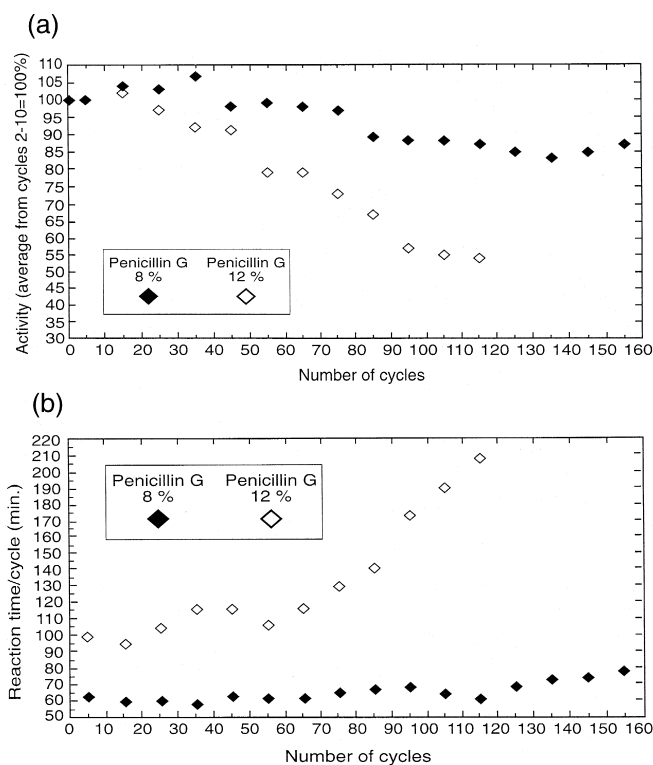 (a)
Activity (average from cycles 2-10=100%)
110
105
100
95
90
85
80
75
70
65
60
55
50
45
40
35
30
Penicillin G Penicillin G
8 % 12 %
0 10 20 30 40 50 60 70 80 90 100 110 120 130 140 150 160
Number of cycles
(b)
Reaction time/cycle (min.)
220
210
200
190
180
170
160
150
140
130
120
110
100
90
80
70
60
50
Penicillin G Penicillin G
8 % 12 %
0 10 20 30 40 50 60 70 80 90 100 110 120 130 140 150 160
Number of cycles